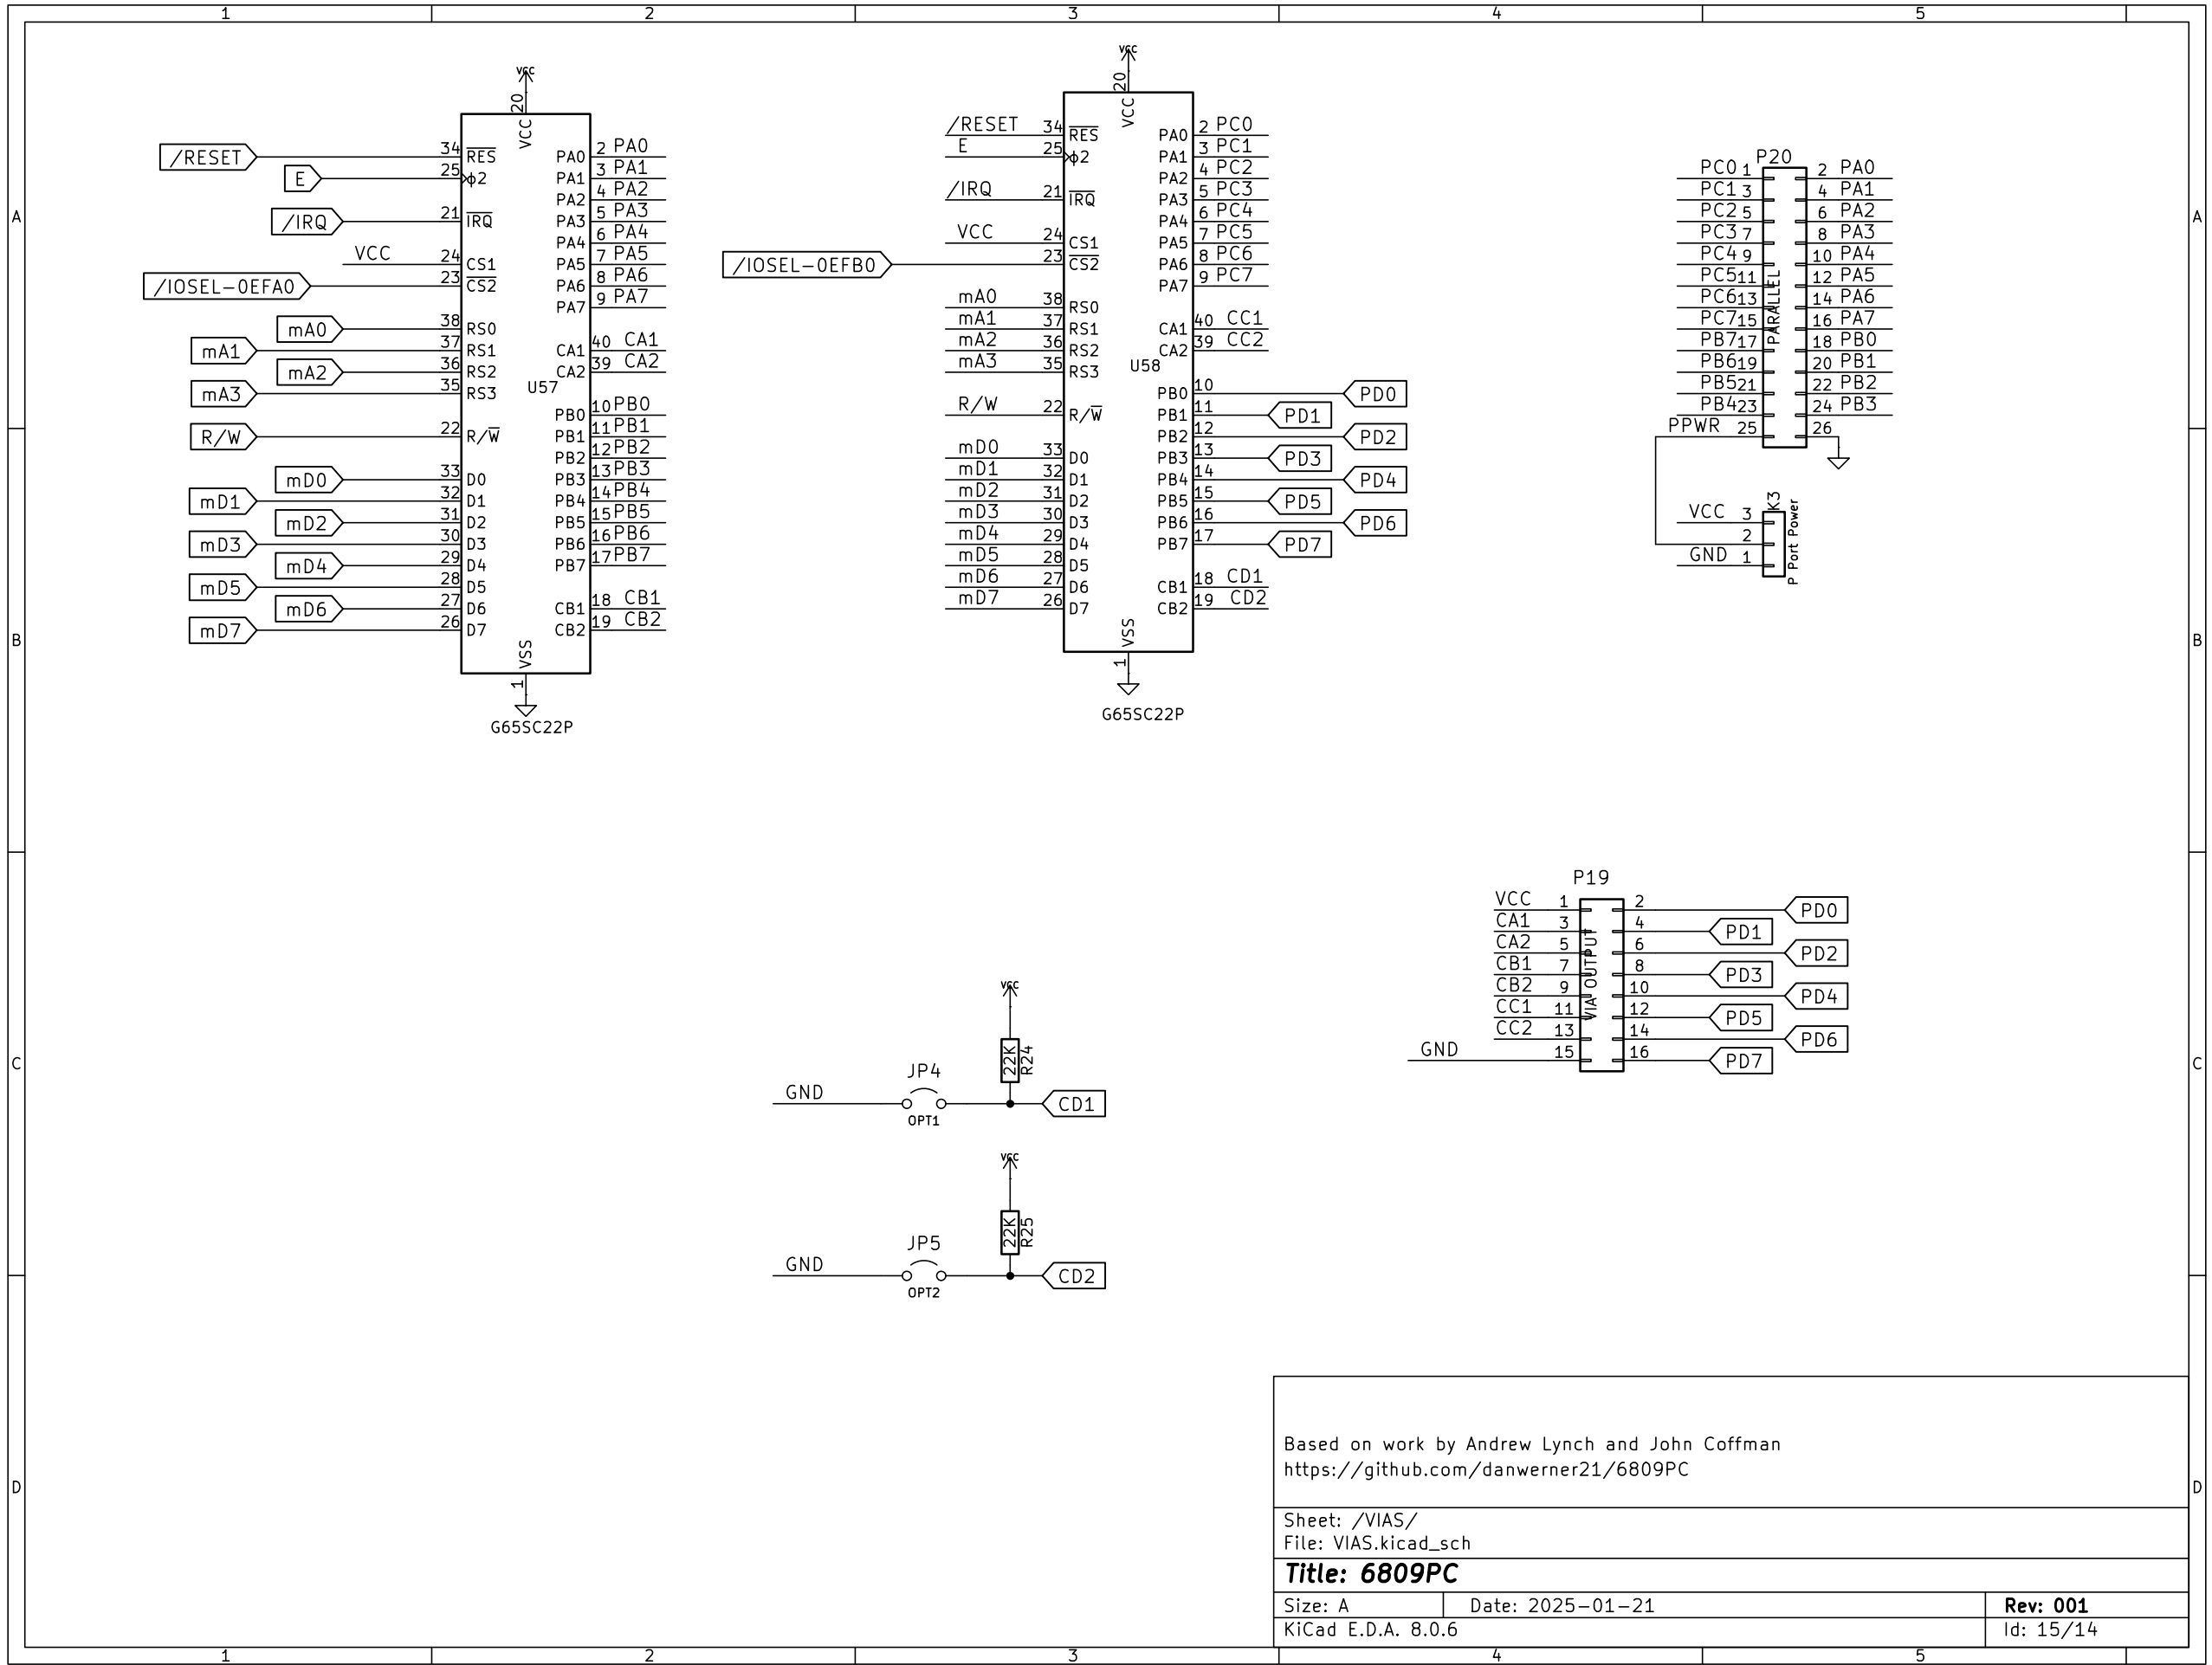 1 2 3 4 5
A
B
C
D
VCC
20
VCC
/RESET 34 RES
E 25 ϕ2
/IRQ 21 IRQ
VCC 24 CS1
/IOSEL-0EFA0 23 CS2
mA0 38 RS0
mA1 37 RS1
mA2 36 RS2
mA3 35 RS3
R/W 22 R/W
mD0 33 D0
mD1 32 D1
mD2 31 D2
mD3 30 D3
mD4 29 D4
mD5 28 D5
mD6 27 D6
mD7 26 D7
PA0 2 PA0
PA1 3 PA1
PA2 4 PA2
PA3 5 PA3
PA4 6 PA4
PA5 7 PA5
PA6 8 PA6
PA7 9 PA7
CA1 40 CA1
CA2 39 CA2
U57
PB0 10 PB0
PB1 11 PB1
PB2 12 PB2
PB3 13 PB3
PB4 14 PB4
PB5 15 PB5
PB6 16 PB6
PB7 17 PB7
CB1 18 CB1
CB2 19 CB2
VSS
1
G65SC22P
VCC
20
VCC
/RESET 34 RES
E 25 ϕ2
/IRQ 21 IRQ
VCC 24 CS1
/IOSEL-0EFB0 23 CS2
mA0 38 RS0
mA1 37 RS1
mA2 36 RS2
mA3 35 RS3
R/W 22 R/W
mD0 33 D0
mD1 32 D1
mD2 31 D2
mD3 30 D3
mD4 29 D4
mD5 28 D5
mD6 27 D6
mD7 26 D7
PA0 2 PC0
PA1 3 PC1
PA2 4 PC2
PA3 5 PC3
PA4 6 PC4
PA5 7 PC5
PA6 8 PC6
PA7 9 PC7
CA1 40 CC1
CA2 39 CC2
U58
PB0 10 PD0
PB1 11 PD1
PB2 12 PD2
PB3 13 PD3
PB4 14 PD4
PB5 15 PD5
PB6 16 PD6
PB7 17 PD7
CB1 18 CD1
CB2 19 CD2
VSS
1
G65SC22P
P20
PC0 1 2 PA0
PC1 3 4 PA1
PC2 5 6 PA2
PC3 7 8 PA3
PC4 9 10 PA4
PC5 11 12 PA5
PC6 13 14 PA6
PC7 15 16 PA7
PB7 17 18 PB0
PB6 19 20 PB1
PB5 21 22 PB2
PB4 23 24 PB3
PPWR 25 26
PARALLEL
K3
VCC 3
2
GND 1
P Port Power
P19
VCC 1 2 PD0
CA1 3 4 PD1
CA2 5 6 PD2
CB1 7 8 PD3
CB2 9 10 PD4
CC1 11 12 PD5
CC2 13 14 PD6
GND 15 16 PD7
VIA OUTPUT
VCC
22K
R24
JP4
GND
CD1
OPT1
VCC
22K
R25
JP5
GND
CD2
OPT2
Based on work by Andrew Lynch and John Coffman
https://github.com/danwerner21/6809PC
Sheet: /VIAS/
File: VIAS.kicad_sch
Title: 6809PC
Size: A Date: 2025-01-21 Rev: 001
KiCad E.D.A. 8.0.6 Id: 15/14
A
B
C
D
1 2 3 4 5